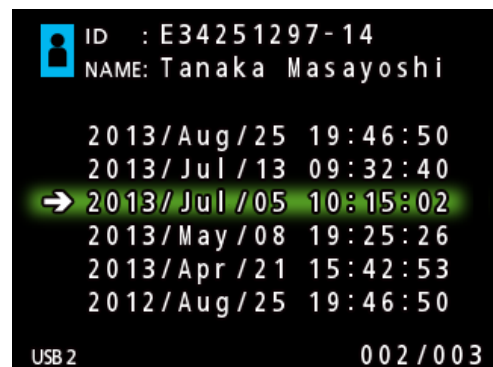 ID : E34251297-14
NAME: Tanaka Masayoshi
2013/Aug/25 19:46:50
2013/Jul/13 09:32:40
2013/Jul/05 10:15:02
2013/May/08 19:25:26
2013/Apr/21 15:42:53
2012/Aug/25 19:46:50
USB 2 002/003